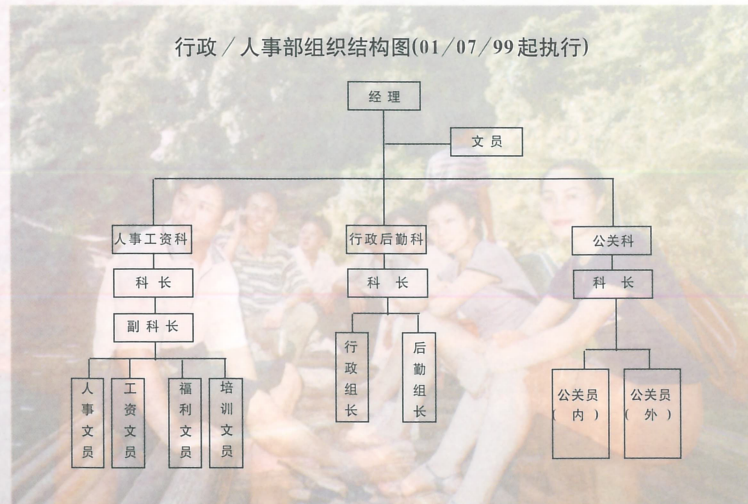 行政／人事部组织结构图(01/07/99起执行)
经理
文员
人事工资科
行政后勤科
公关科
科长
科长
科长
副科长
行政组长
后勤组长
人事文员
工资文员
福利文员
培训文员
公关员
(内)
公关员
(外)